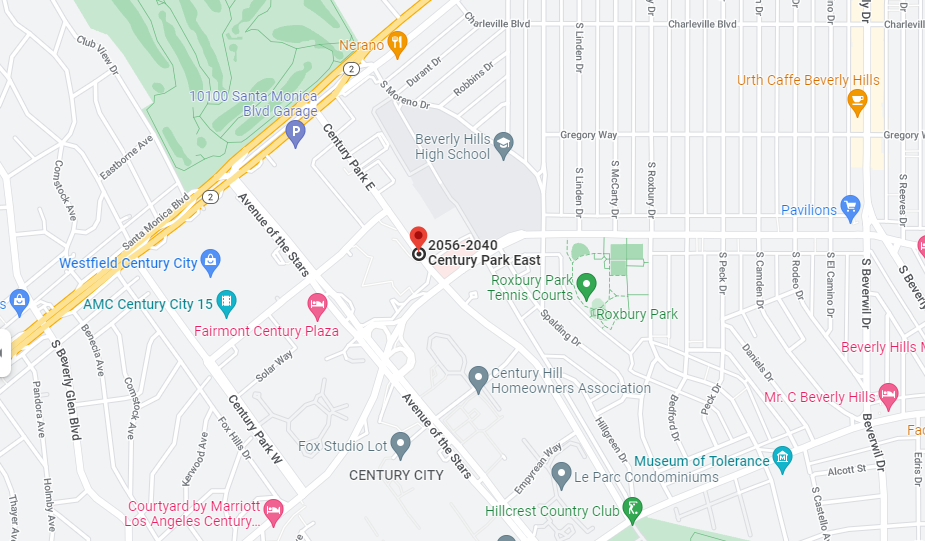 Charleville Blvd
Charleville Blvd
Club View Dr
Nerano
2
Durant Dr
Robbins Dr
S Linden Dr
Urth Caffe Beverly Hills
10100 Santa Monica
Blvd Garage
P
S Moreno Dr
Century Park E
Beverly Hills
High School
Gregory Way
Gregory W
Eastborne Ave
Comstock Ave
S Linden Dr
S McCarty Dr
S Roxbury Dr
S Reeves Dr
2
Santa Monica Blvd
Avenue of the Stars
Pavilions
2056-2040
Century Park East
Westfield Century City
S Peck Dr
S Camden Dr
S Rodeo Dr
S El Camino Dr
S Beverwil Dr
S Beverly
Roxbury Park
Tennis Courts
s
AMC Century City 15
Fairmont Century Plaza
Roxbury Park
Spalding Dr
S Beverly Glen Blvd
Benecia Ave
Solar Way
Daniels Dr
Beverly Hills M
Century Hill
Homeowners Association
Pandora Ave
Comstock Ave
Century Park W
Avenue of the Stars
Peck Dr
Bedford Dr
Mr. C Beverly Hills
Fox Hills Dr
Kerwood Ave
Hillgreen Dr
Beverwil Dr
Fa
Fox Studio Lot
CENTURY CITY
Empyrean Way
Museum of Tolerance
Le Parc Condominiums
Alcott St
Edris Dr
Holmby Ave
Thayer Ave
Courtyard by Marriott
Los Angeles Century...
Hillcrest Country Club
S Castello Av